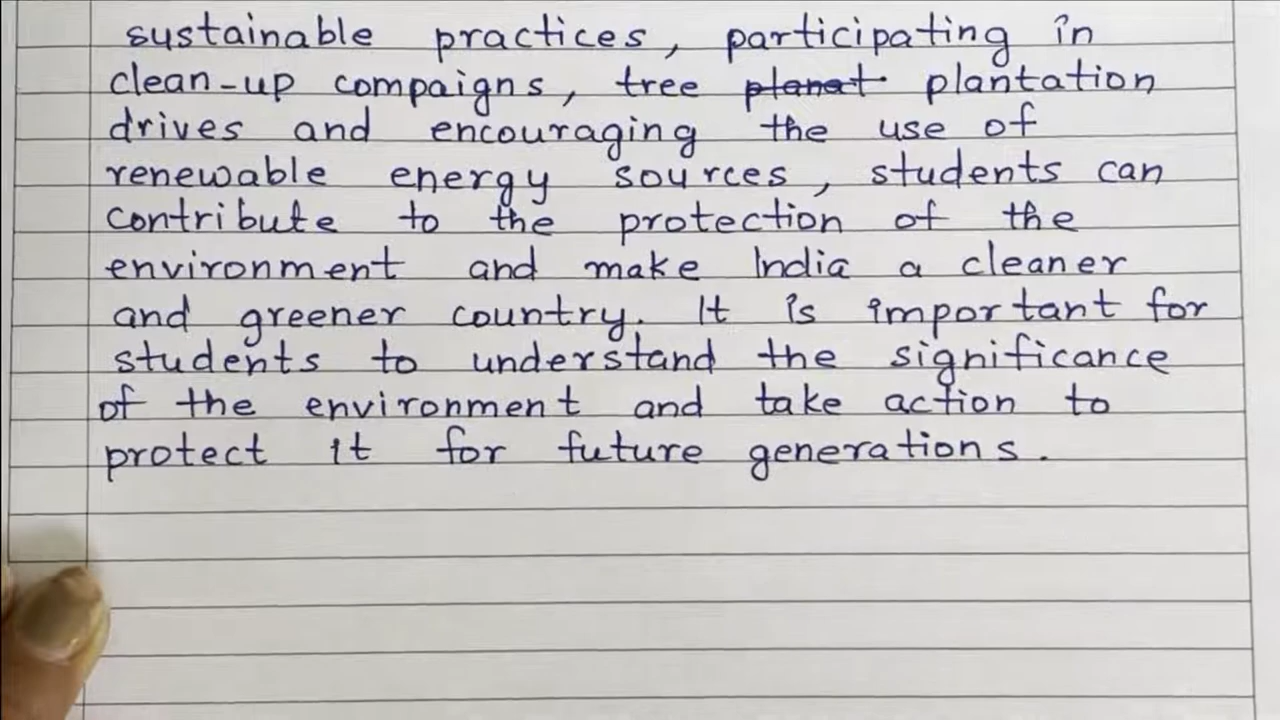 sustainable practices, participating in
clean-up compaigns, tree planat plantation
drives and encouraging the use of
renewable energy sources, students can
contribute to the protection of the
environment and make India a cleaner
and greener country. It is important for
students to understand the significance
of the environment and take action to
protect it for future generations.